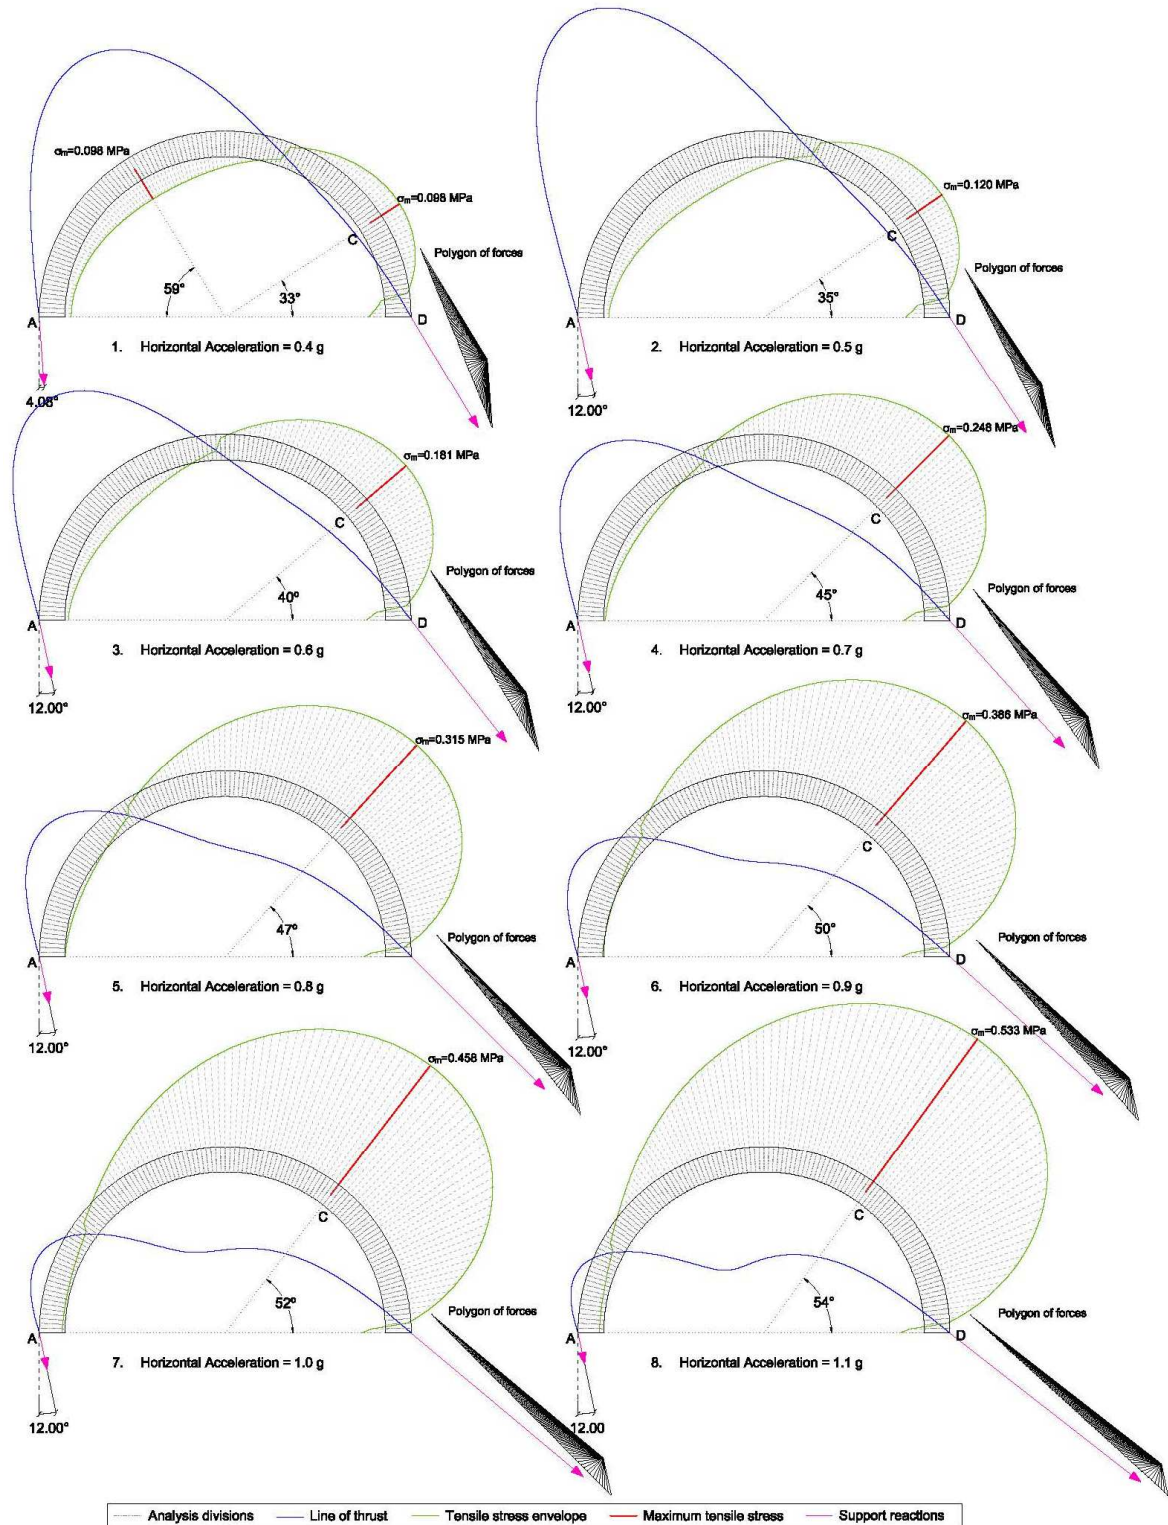 σm=0.098 MPa
σm=0.098 MPa
C
Polygon of forces
59°
33°
A
D
1. Horizontal Acceleration = 0.4 g
4.08°
σm=0.120 MPa
C
Polygon of forces
35°
A
D
2. Horizontal Acceleration = 0.5 g
12.00°
σm=0.181 MPa
C
Polygon of forces
40°
A
D
3. Horizontal Acceleration = 0.6 g
12.00°
σm=0.248 MPa
C
Polygon of forces
45°
A
D
4. Horizontal Acceleration = 0.7 g
12.00°
σm=0.315 MPa
47°
Polygon of forces
A
5. Horizontal Acceleration = 0.8 g
12.00°
σm=0.386 MPa
C
50°
Polygon of forces
A
D
6. Horizontal Acceleration = 0.9 g
12.00°
σm=0.458 MPa
C
52°
Polygon of forces
A
7. Horizontal Acceleration = 1.0 g
12.00°
σm=0.533 MPa
C
54°
Polygon of forces
A
D
8. Horizontal Acceleration = 1.1 g
12.00
Analysis divisions Line of thrust Tensile stress envelope Maximum tensile stress Support reactions